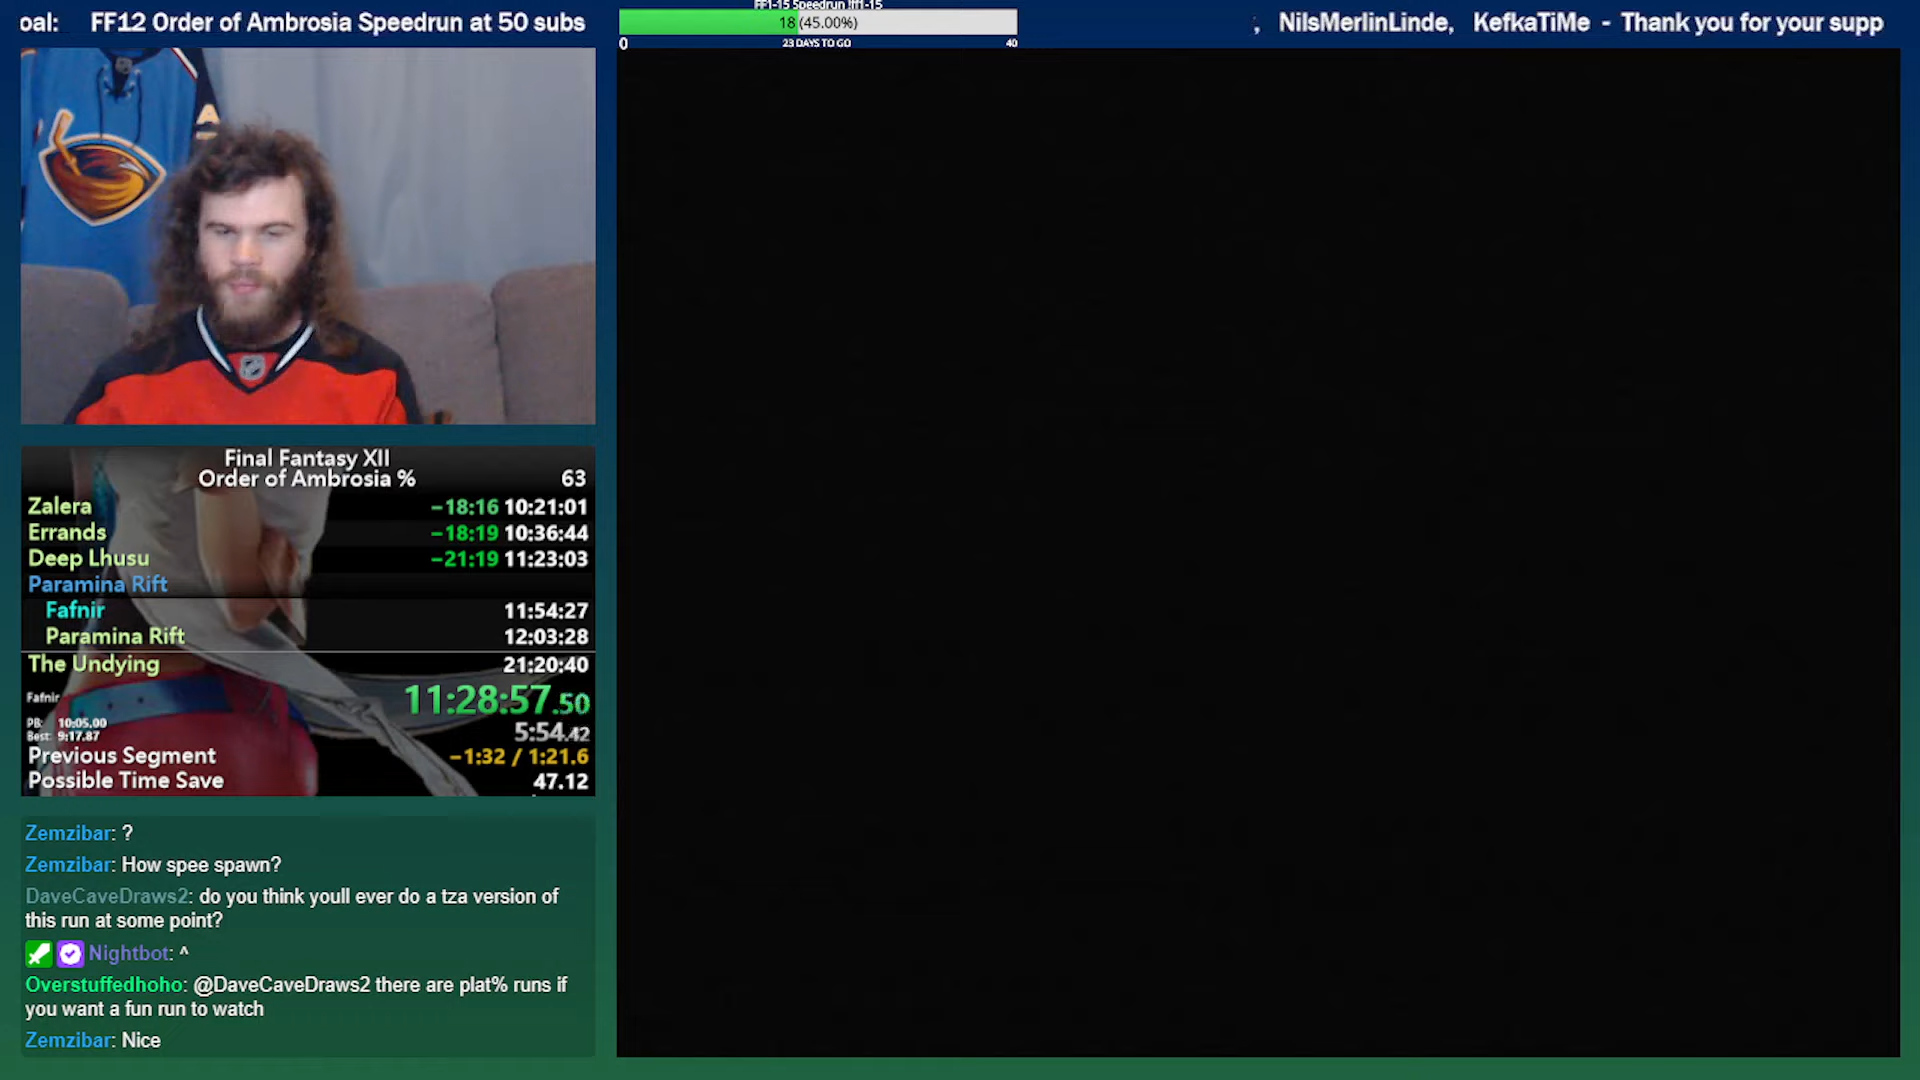 oal: FF12 Order of Ambrosia Speedrun at 50 subs
FF1-15 Speedrun !ff1-15
18 (45.00%)
0 23 DAYS TO GO 40
, NilsMerlinLinde, KefkaTiMe - Thank you for your supp
A
Final Fantasy XII
Order of Ambrosia % 63
Zalera -18:16 10:21:01
Errands -18:19 10:36:44
Deep Lhusu -21:19 11:23:03
Paramina Rift
Fafnir 11:54:27
Paramina Rift 12:03:28
The Undying 21:20:40
Fafnir 11:28:57.50
PB: 10:05.00
Best: 9:17.87 5:54.42
Previous Segment -1:32 / 1:21.6
Possible Time Save 47.12
Zemzibar: ?
Zemzibar: How spee spawn?
DaveCaveDraws2: do you think youll ever do a tza version of
this run at some point?
Nightbot: ^
Overstuffedhoho: @DaveCaveDraws2 there are plat% runs if
you want a fun run to watch
Zemzibar: Nice